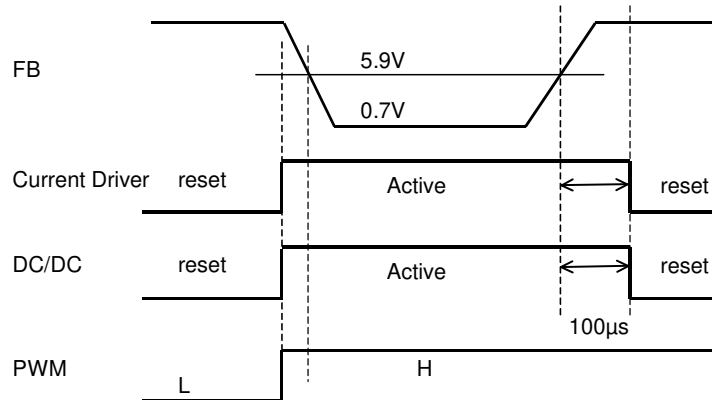 FB
5.9V
0.7V
Current Driver reset Active reset
DC/DC reset Active reset
100µs
PWM L H